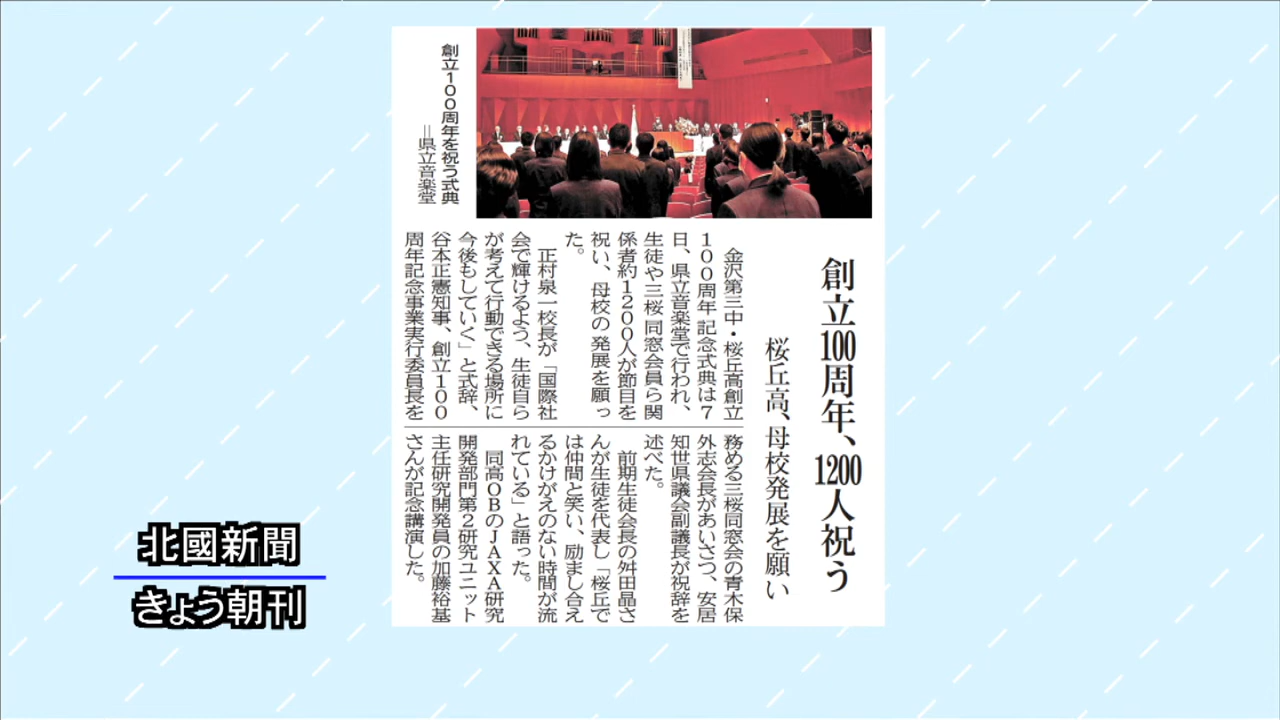 創立100周年、1200人祝う
桜丘高、母校発展を願い
創立100周年を祝う式典
=県立音楽堂
金沢第三中・桜丘高創立
100周年記念式典は7
日、県立音楽堂で行われ、
生徒や三桜同窓会員ら関
係者約1200人が節目を
祝い、母校の発展を願っ
た。
正村泉一校長が「国際社
会で輝けるよう、生徒自ら
が考えて行動できる場所に
今後もしていく」と式辞、
谷本正憲知事、創立100
周年記念事業実行委員長を
務める三桜同窓会の青木保
外志会長があいさつ、安居
知世県議会副議長が祝辞を
述べた。
前期生徒会長の舛田晶さ
んが生徒を代表し「桜丘で
は仲間と笑い、励まし合え
るかけがえのない時間が流
れている」と語った。
同高OBのJAXA研究
開発部門第2研究ユニット
主任研究開発員の加藤裕基
さんが記念講演した。
北國新聞
きょう朝刊